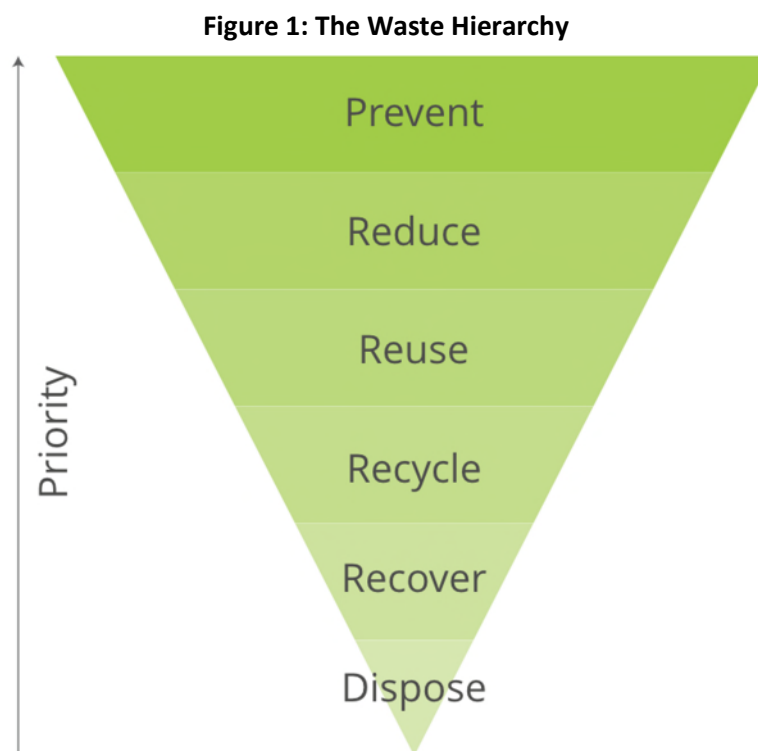 Figure 1: The Waste Hierarchy
Prevent
Reduce
Reuse
Priority
Recycle
Recover
Dispose